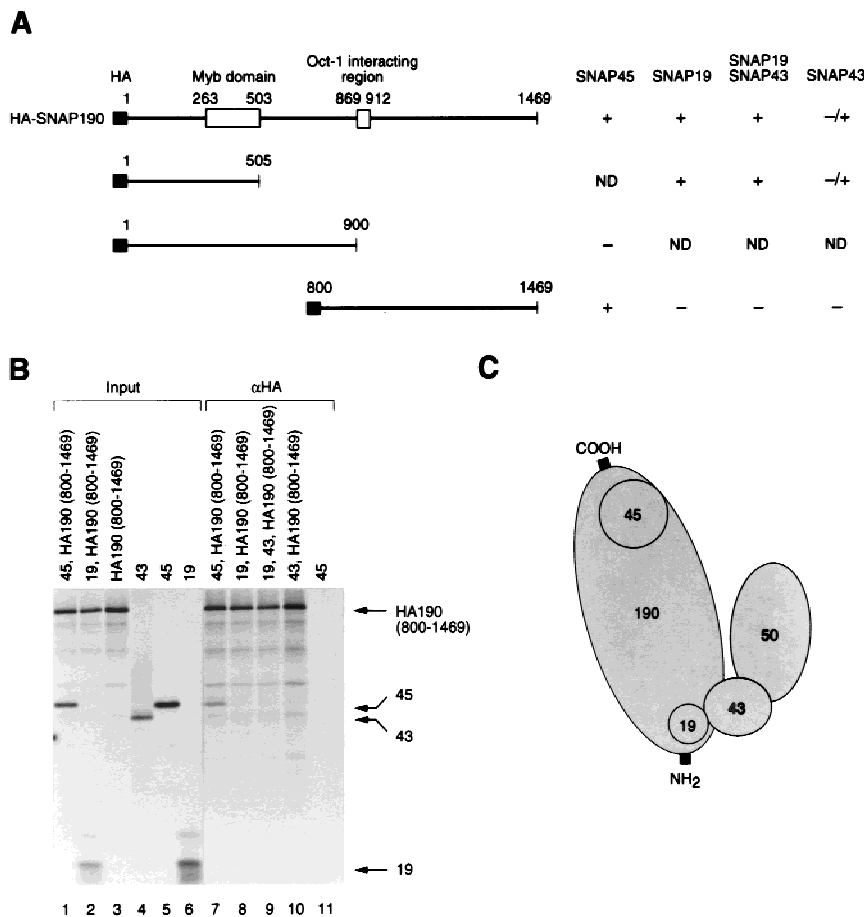 A
HA
Myb domain
Oct-1 interacting
region
SNAP45
SNAP19
SNAP19
SNAP43
SNAP43
1
263
503
869
912
1469
HA-SNAP190
+
+
+
–/+
1
505
ND
+
+
–/+
1
900
–
ND
ND
ND
800
1469
+
–
–
–
B
Input
αHA
45, HA190 (800-1469)
19, HA190 (800-1469)
HA190 (800-1469)
43
45
19
45, HA190 (800-1469)
19, HA190 (800-1469)
19, 43, HA190 (800-1469)
43, HA190 (800-1469)
45
HA190
(800-1469)
45
43
19
1 2 3 4 5 6 7 8 9 10 11
C
COOH
45
190
50
19
43
NH2